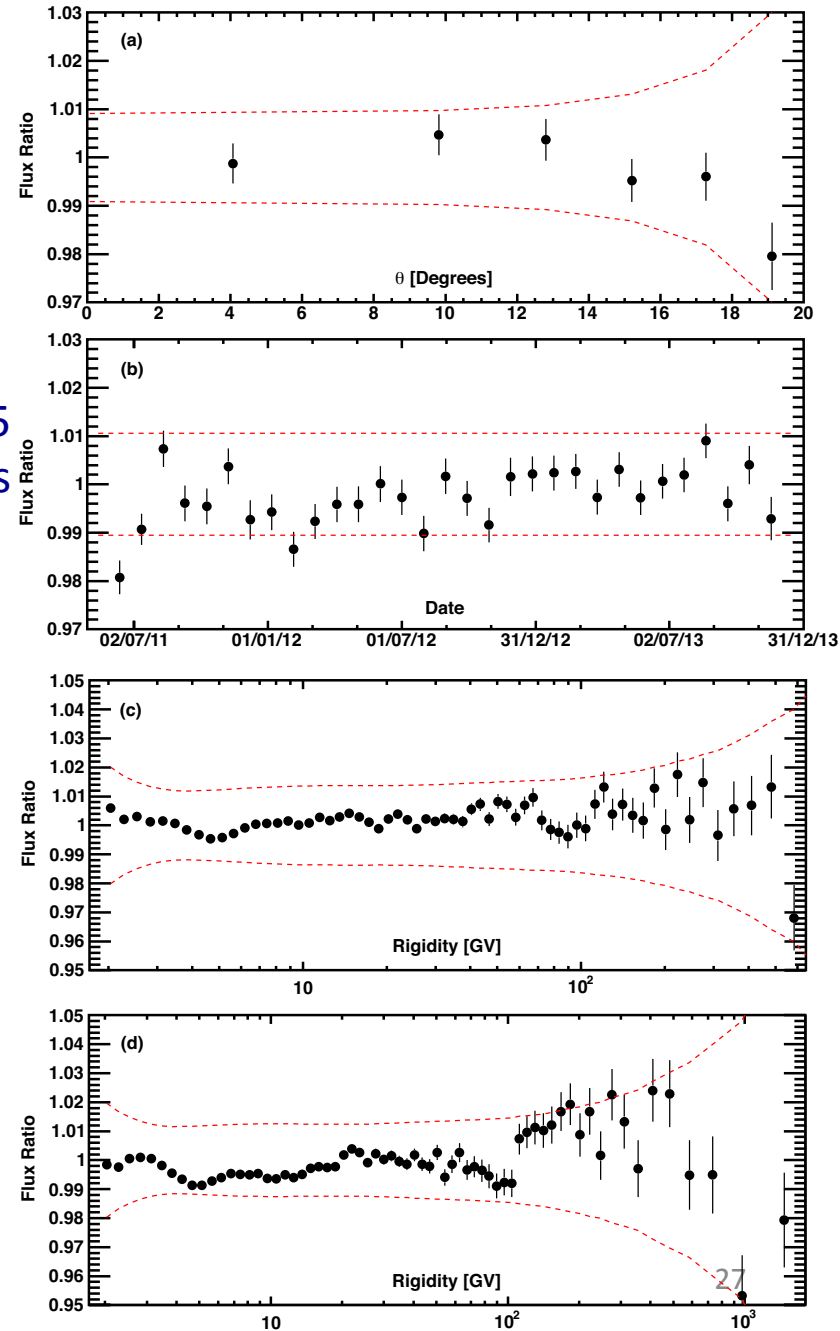 1.03
(a)
1.02
1.01
1
0.99
0.98
0.97
Flux Ratio
θ [Degrees]
0 2 4 6 8 10 12 14 16 18 20
1.03
(b)
1.02
1.01
1
0.99
0.98
0.97
Flux Ratio
Date
02/07/11 01/01/12 01/07/12 31/12/12 02/07/13 31/12/13
s
1.05
(c)
1.04
1.03
1.02
1.01
1
0.99
0.98
0.97
0.96
0.95
Flux Ratio
Rigidity [GV]
10 10²
1.05
(d)
1.04
1.03
1.02
1.01
1
0.99
0.98
0.97
0.96
0.95
Flux Ratio
Rigidity [GV]
27
10 10² 10³